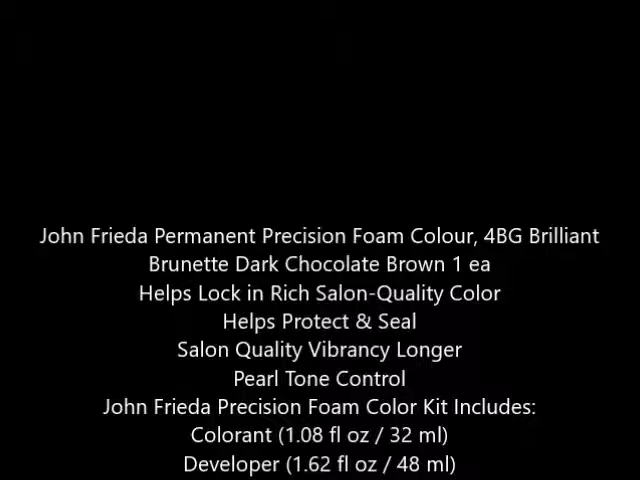 John Frieda Permanent Precision Foam Colour, 4BG Brilliant
Brunette Dark Chocolate Brown 1 ea
Helps Lock in Rich Salon-Quality Color
Helps Protect & Seal
Salon Quality Vibrancy Longer
Pearl Tone Control
John Frieda Precision Foam Color Kit Includes:
Colorant (1.08 fl oz / 32 ml)
Developer (1.62 fl oz / 48 ml)